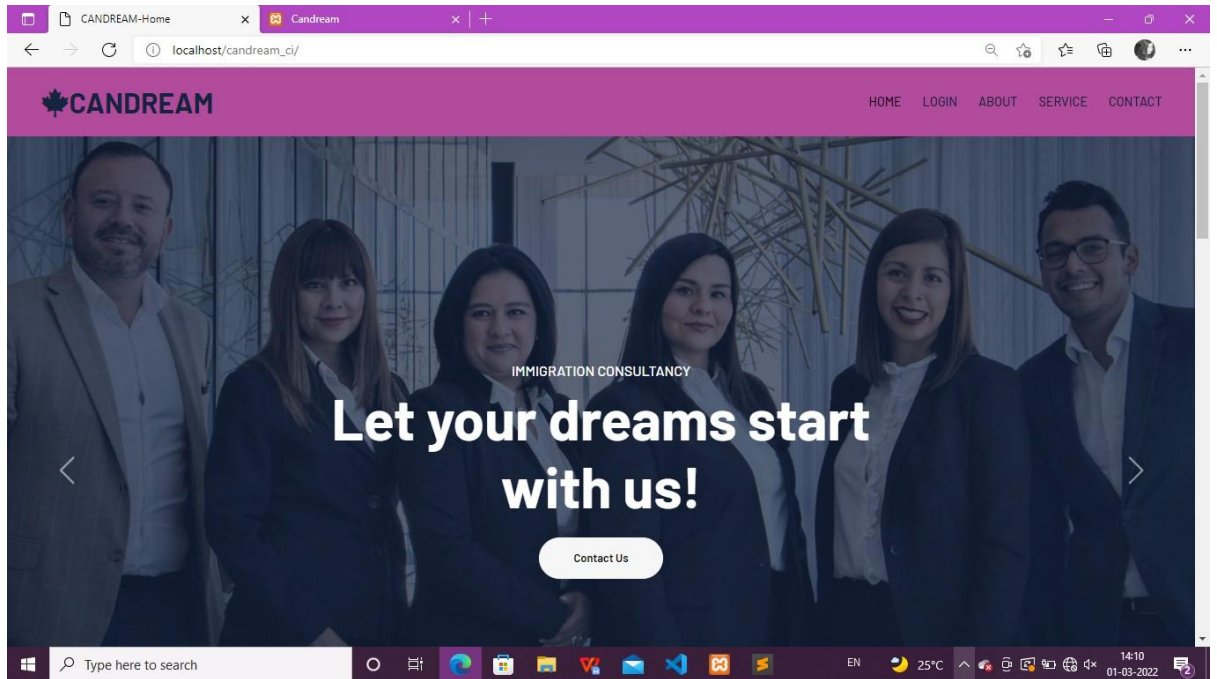 CANDREAM-Home
Candream
localhost/candream_ci/
CANDREAM
HOME LOGIN ABOUT SERVICE CONTACT
IMMIGRATION CONSULTANCY
Let your dreams start
with us!
Contact Us
Type here to search
EN
25°C
14:10
01-03-2022
2